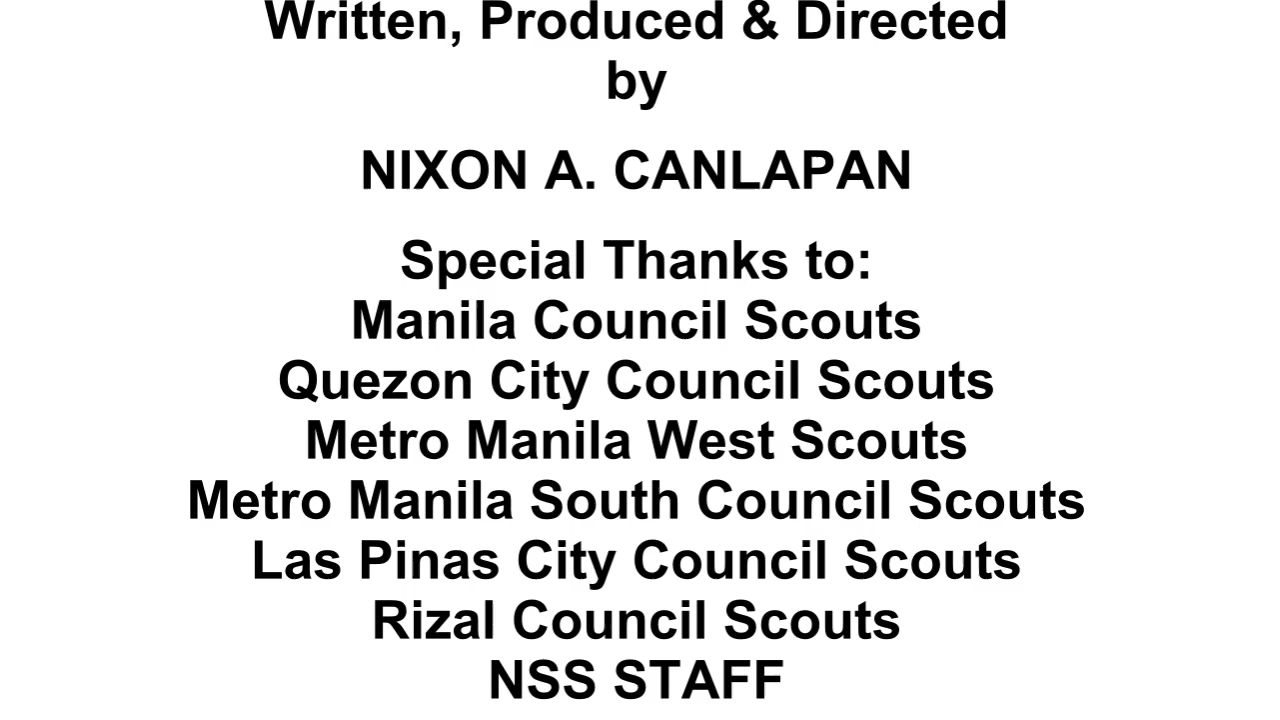 Written, Produced & Directed
by
NIXON A. CANLAPAN
Special Thanks to:
Manila Council Scouts
Quezon City Council Scouts
Metro Manila West Scouts
Metro Manila South Council Scouts
Las Pinas City Council Scouts
Rizal Council Scouts
NSS STAFF